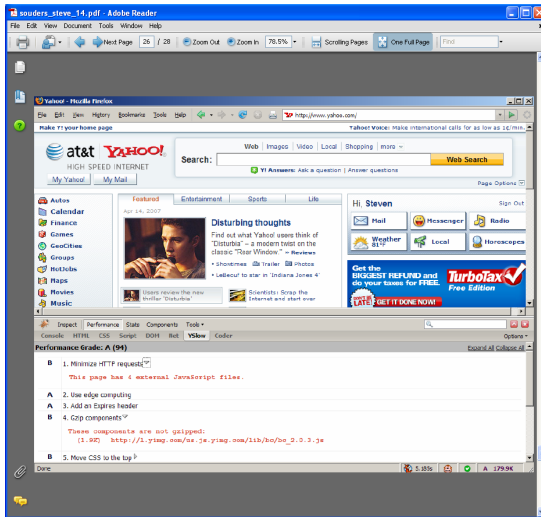 souders_steve_14.pdf - Adobe Reader
File Edit View Document Tools Window Help
Next Page 26 / 28 Zoom Out Zoom In 78.5% Scrolling Pages One Full Page Find
Yahoo! - Mozilla Firefox
File Edit View History Bookmarks Tools Help http://www.yahoo.com/
Make Y! your home page
Yahoo! Voice: Make international calls for as low as 1¢/min.
at&t YAHOO!
HIGH SPEED INTERNET
My Yahoo! My Mail
Web | Images | Video | Local | Shopping | more
Search: Web Search
Y! Answers: Ask a question | Answer questions
Page Options
Autos
Calendar
Finance
Games
GeoCities
Groups
HotJobs
Maps
Movies
Music
Featured Entertainment Sports Life
Apr 14, 2007
Disturbing thoughts
Find out what Yahoo! users think of
"Disturbia" – a modern twist on the
classic "Rear Window." » Reviews
• Showtimes Trailer Photos
• LeBeouf to star in 'Indiana Jones 4'
Users review the new
thriller 'Disturbia'
Scientists: Scrap the
Internet and start over
Hi, Steven Sign Out
Mail Messenger Radio
Weather 81°F Local Horoscopes
Get the
BIGGEST REFUND and
do your taxes for FREE.
TurboTax
Free Edition
DON'T BE LATE! GET IT DONE NOW!
Inspect Performance Stats Components Tools
Console HTML CSS Script DOM Net YSlow Coder Options
Performance Grade: A (94) Expand All Collapse All
B 1. Minimize HTTP requests
This page has 6 external JavaScript files.
A 2. Use edge computing
A 3. Add an Expires header
B 4. Gzip components
These components are not gzipped:
(1.9K) http://l.yimg.com/us.js.yimg.com/lib/bc/bc_2.0.3.js
B 5. Move CSS to the top
Done 5.183s A 179.9K